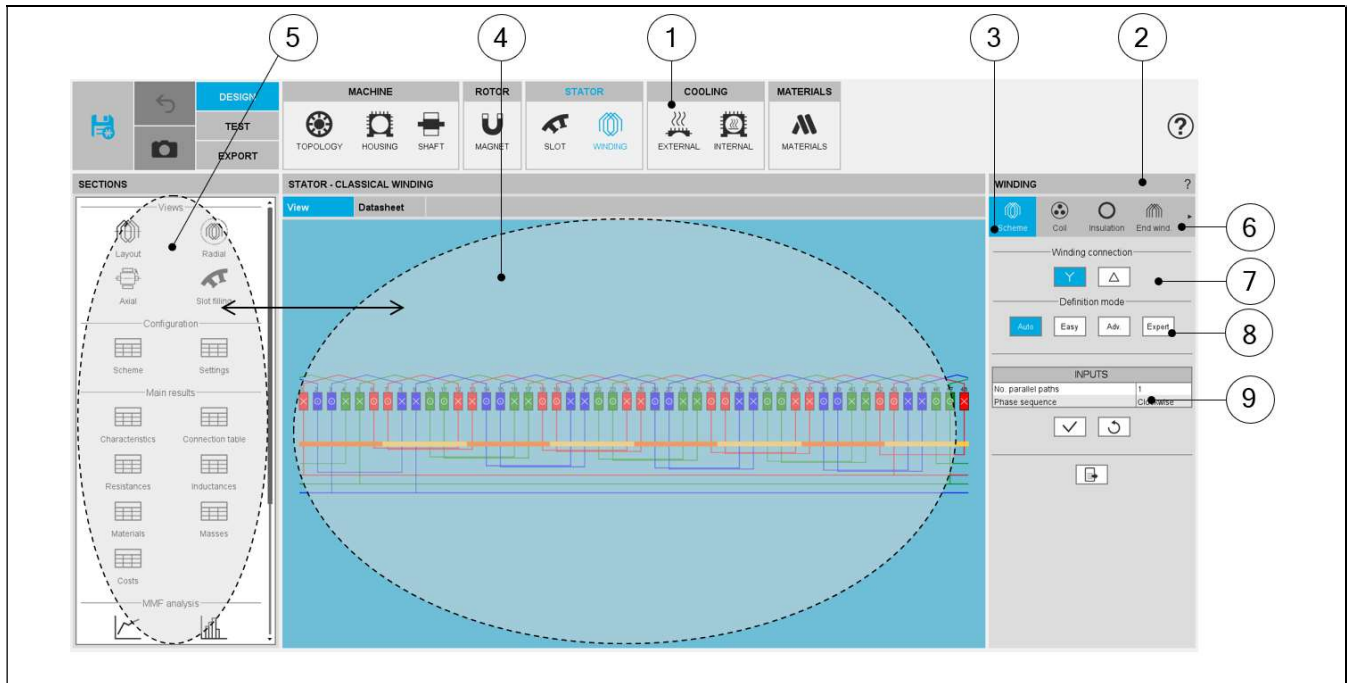 5 4 1 3 2
DESIGN
TEST
EXPORT
MACHINE
TOPOLOGY HOUSING SHAFT
ROTOR
MAGNET
STATOR
SLOT WINDING
COOLING
EXTERNAL INTERNAL
MATERIALS
MATERIALS
?
SECTIONS
Views
Layout Radial
Axial Slot filling
Configuration
Scheme Settings
Main results
Characteristics Connection table
Resistances Inductances
Materials Masses
Costs
MMF analysis
STATOR - CLASSICAL WINDING
View Datasheet
WINDING ?
Scheme Coil Insulation End wind.
6
Winding connection
7
Definition mode
Auto Easy Adv. Expert
8
INPUTS
No. parallel paths 1
Phase sequence Clockwise
9